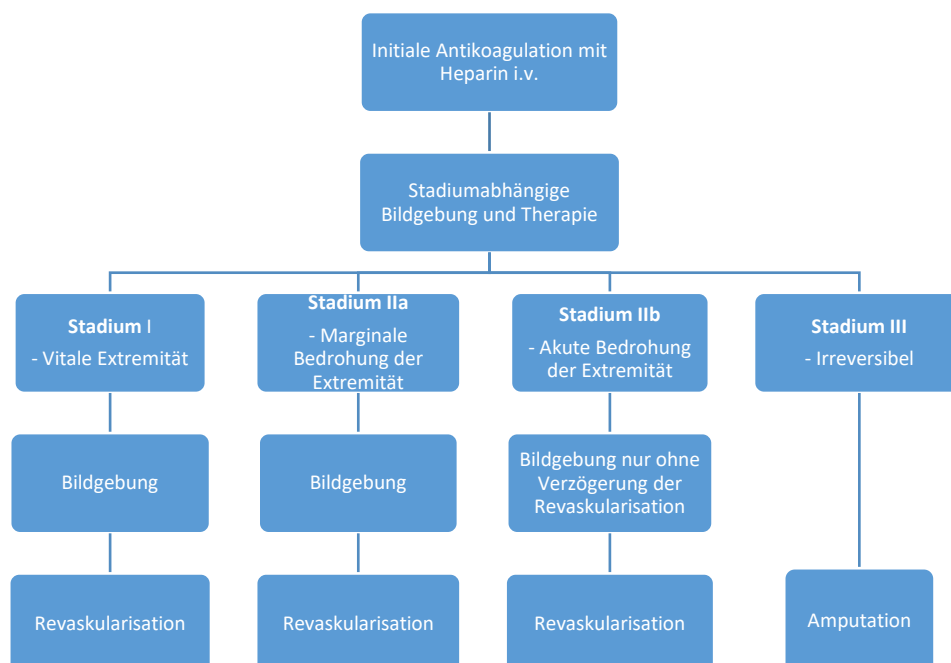 Initiale Antikoagulation mit
Heparin i.v.
Stadiumabhängige
Bildgebung und Therapie
Stadium I
- Vitale Extremität
Stadium IIa
- Marginale
Bedrohung der
Extremität
Stadium IIb
- Akute Bedrohung
der Extremität
Stadium III
- Irreversibel
Bildgebung
Bildgebung
Bildgebung nur ohne
Verzögerung der
Revaskularisation
Revaskularisation
Revaskularisation
Revaskularisation
Amputation